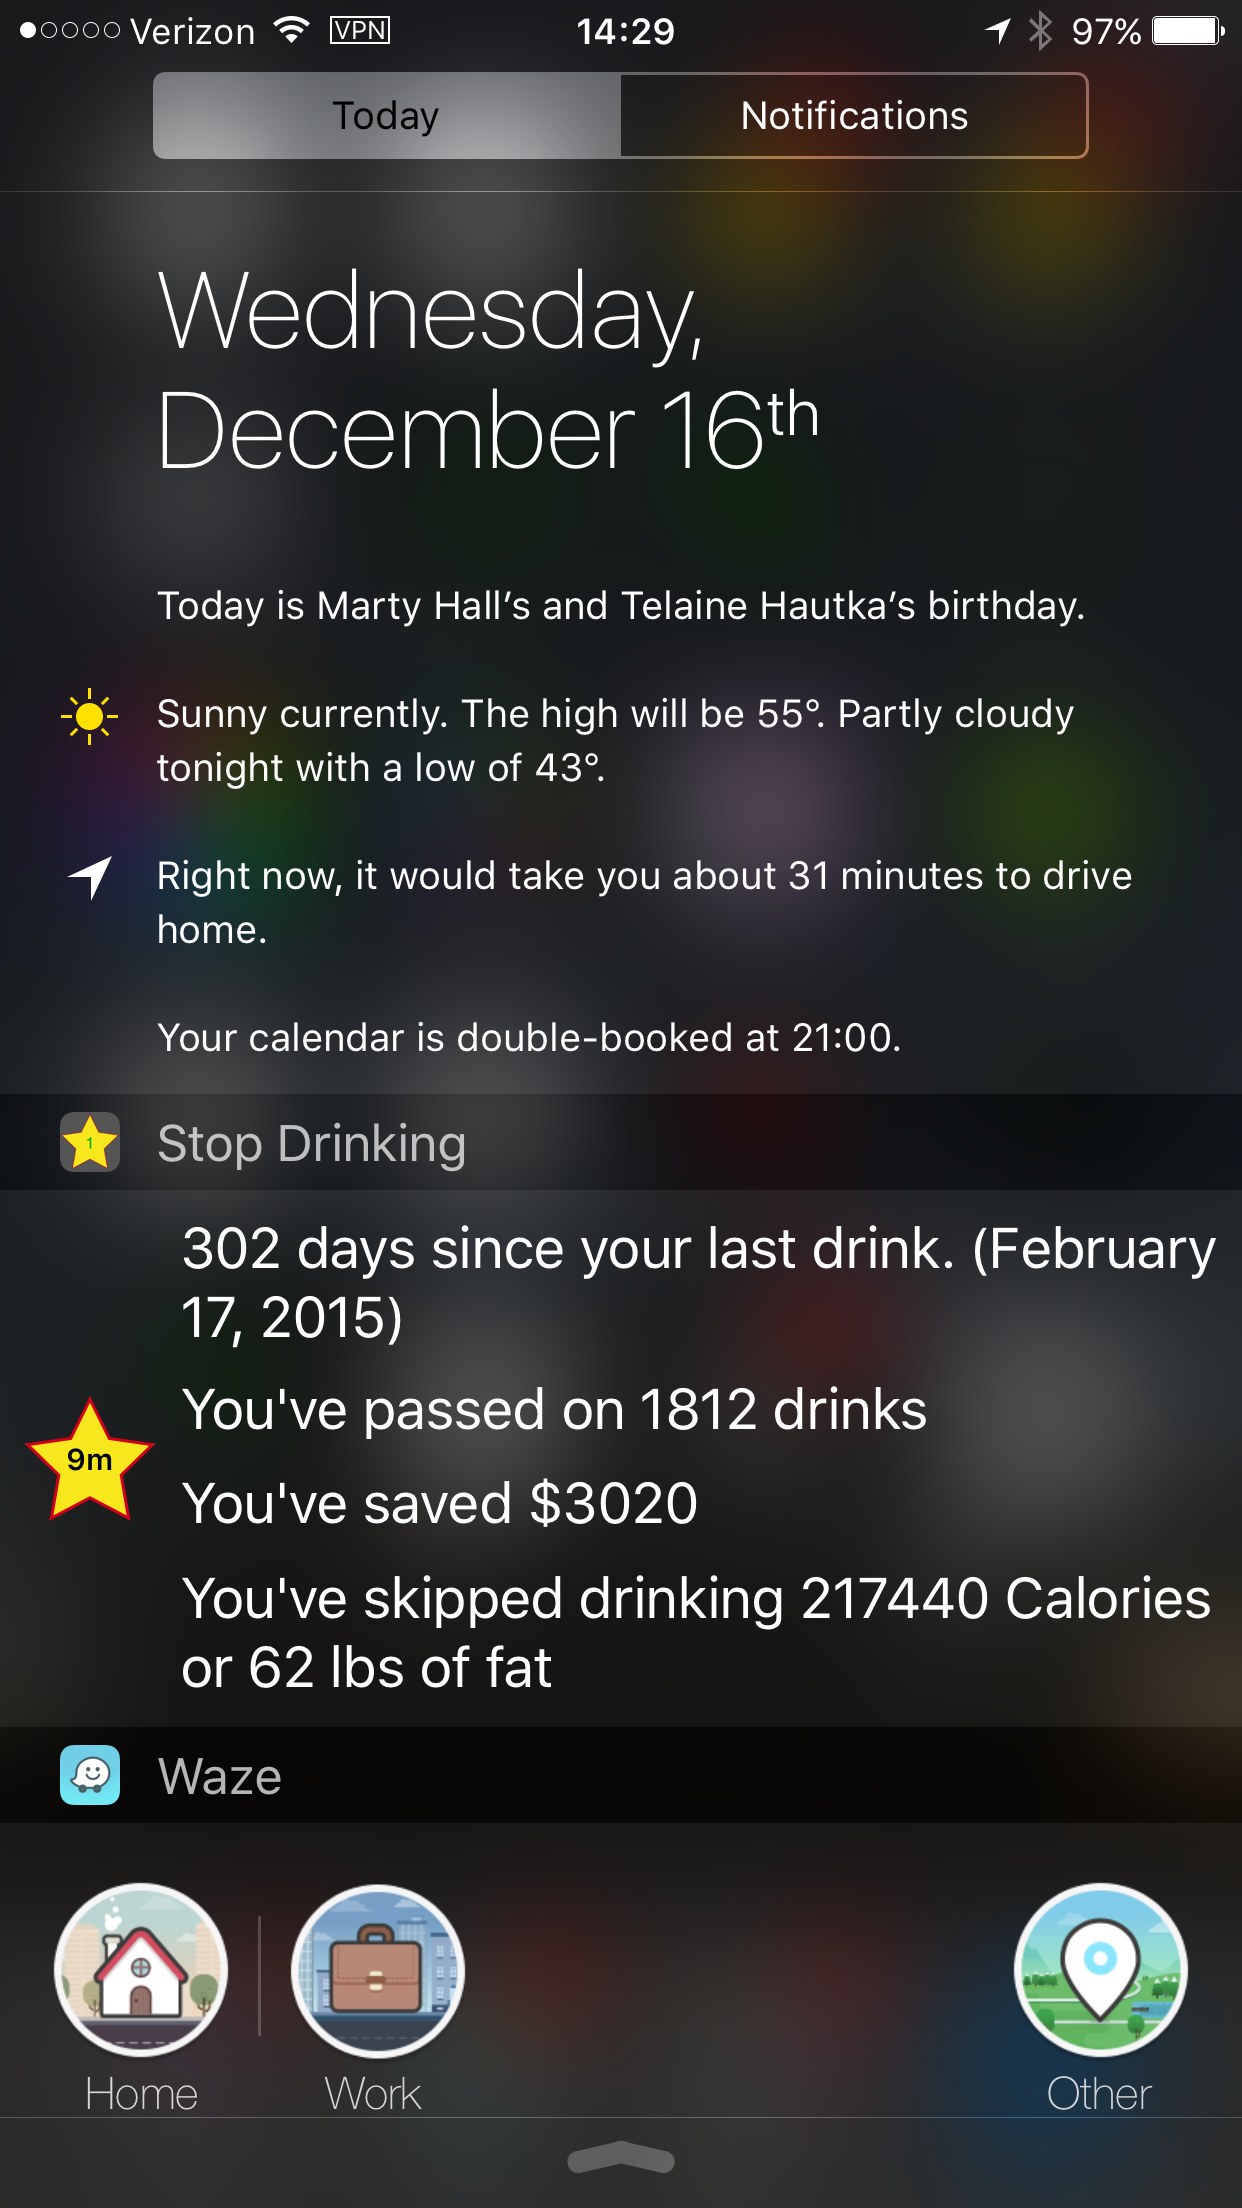 Verizon VPN 14:29 97%
Today Notifications
Wednesday,
December 16th
Today is Marty Hall’s and Telaine Hautka’s birthday.
Sunny currently. The high will be 55°. Partly cloudy
tonight with a low of 43°.
Right now, it would take you about 31 minutes to drive
home.
Your calendar is double-booked at 21:00.
1 Stop Drinking
302 days since your last drink. (February
17, 2015)
You've passed on 1812 drinks
9m
You've saved $3020
You've skipped drinking 217440 Calories
or 62 lbs of fat
Waze
Home Work Other